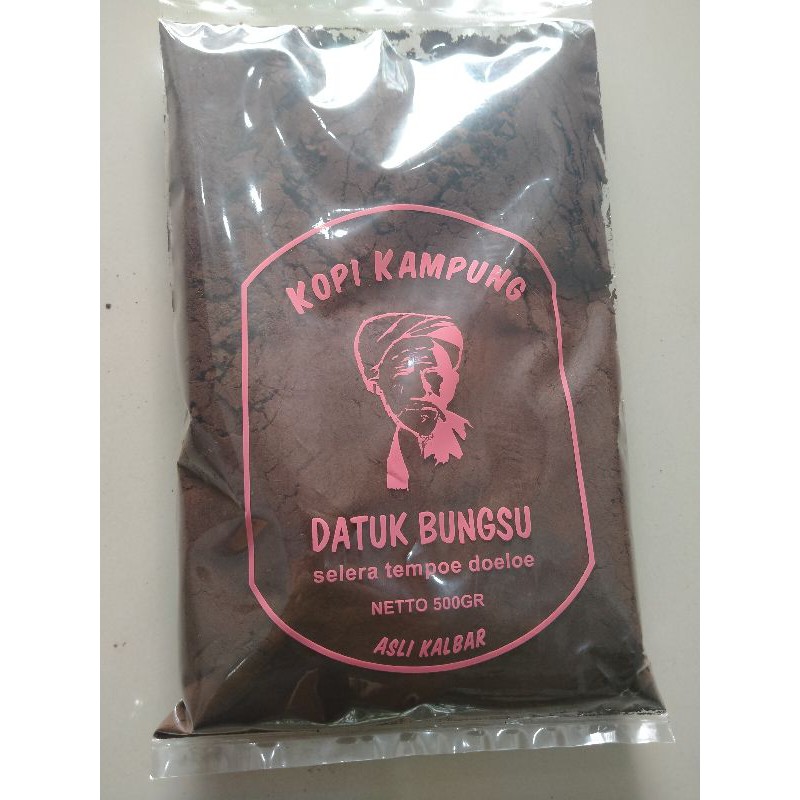 KOPI KAMPUNG
DATUK BUNGSU
selera tempoe doeloe
NETTO 500GR
ASLI KALBAR